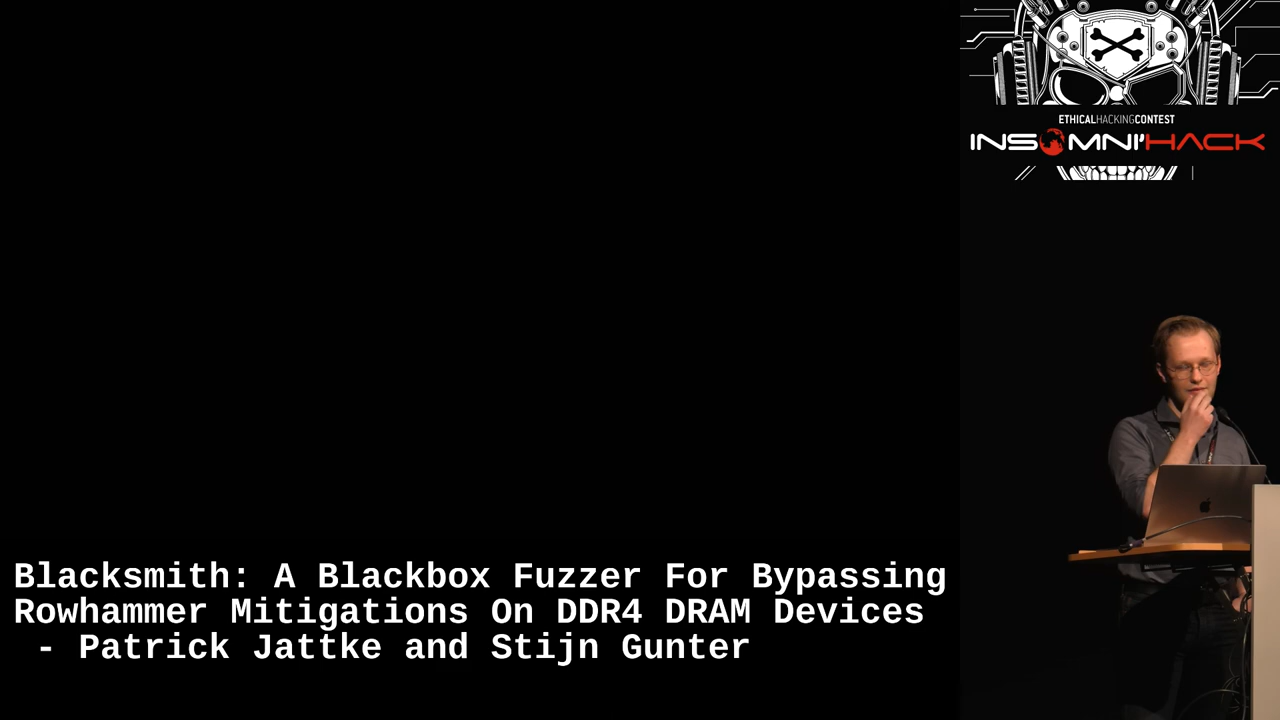 ETHICALHACKINGCONTEST
INSOMNI'HACK
Blacksmith: A Blackbox Fuzzer For Bypassing
Rowhammer Mitigations On DDR4 DRAM Devices
- Patrick Jattke and Stijn Gunter